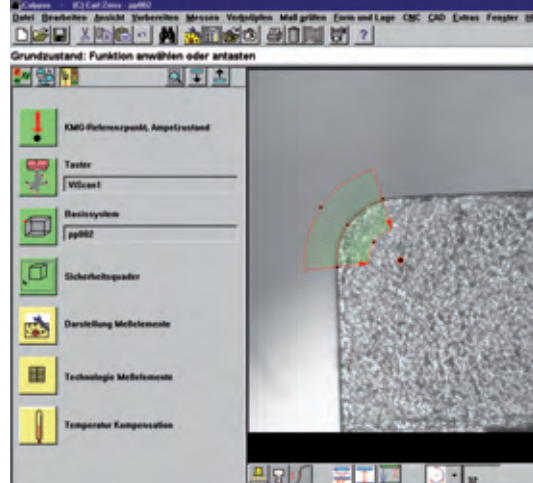 Calypso - (C) Carl Zeiss - pp002
Datei Bearbeiten Ansicht Vorbereiten Messen Verknüpfen Maß prüfen Form und Lage CNC CAD Extras Fenster
Grundzustand: Funktion anwählen oder antasten
KMG-Referenzpunkt, Ampelzustand
Taster
ViScan1
Basissystem
pp002
Sicherheitsquader
Darstellung Meßelemente
Technologie Meßelemente
Temperatur Kompensation